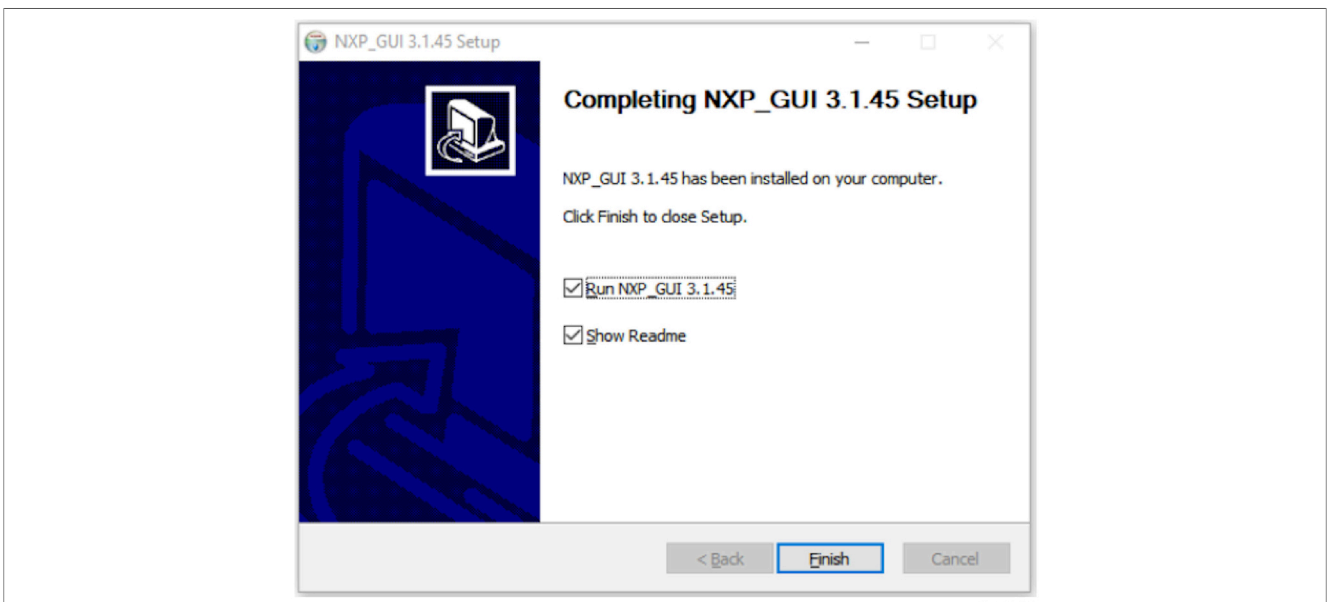 NXP_GUI 3.1.45 Setup
Completing NXP_GUI 3.1.45 Setup
NXP_GUI 3.1.45 has been installed on your computer.
Click Finish to close Setup.
Run NXP_GUI 3.1.45
Show Readme
< Back Finish Cancel